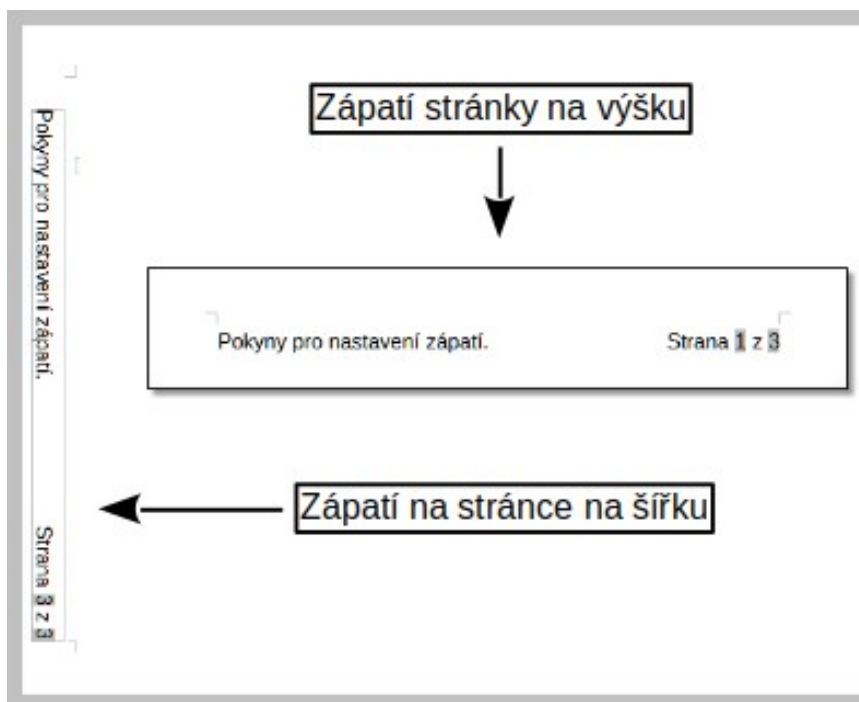 Zápatí stránky na výšku
Pokyny pro nastavení zápatí. Strana 1 z 3
Zápatí na stránce na šířku
Pokyny pro nastavení zápatí. Strana 3 z 3